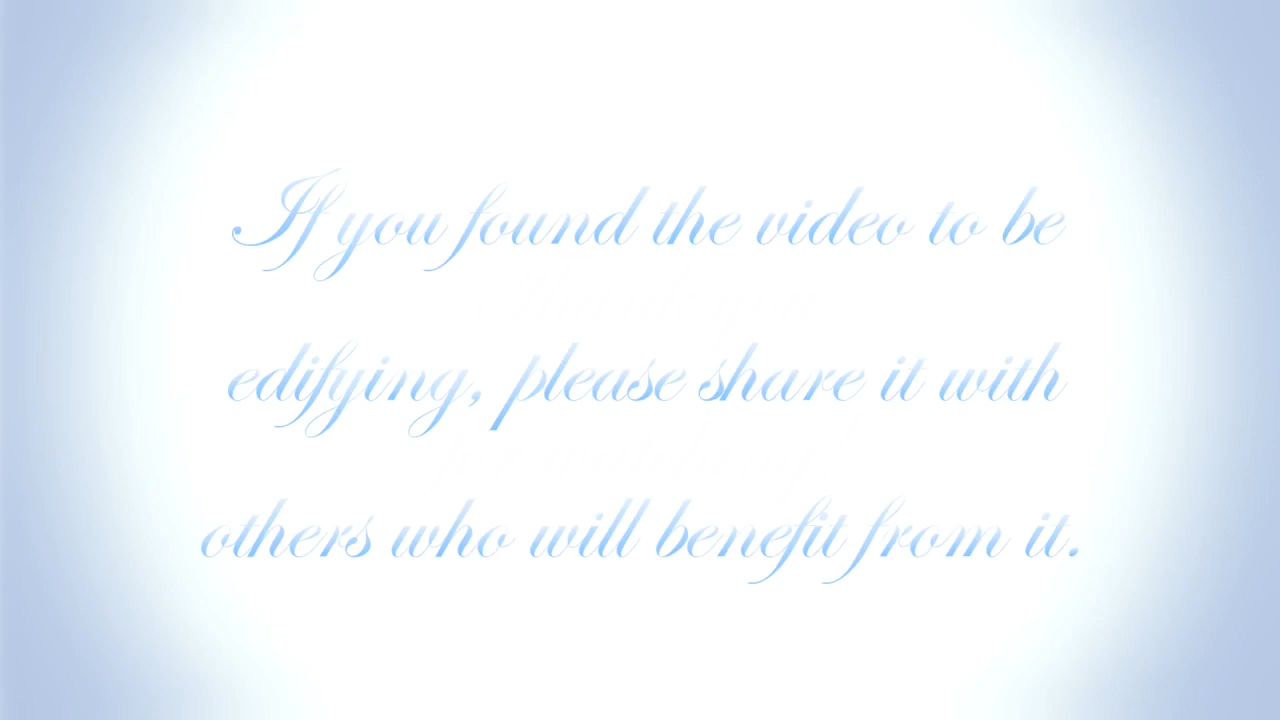 If you found the video to be
edifying, please share it with
others who will benefit from it.